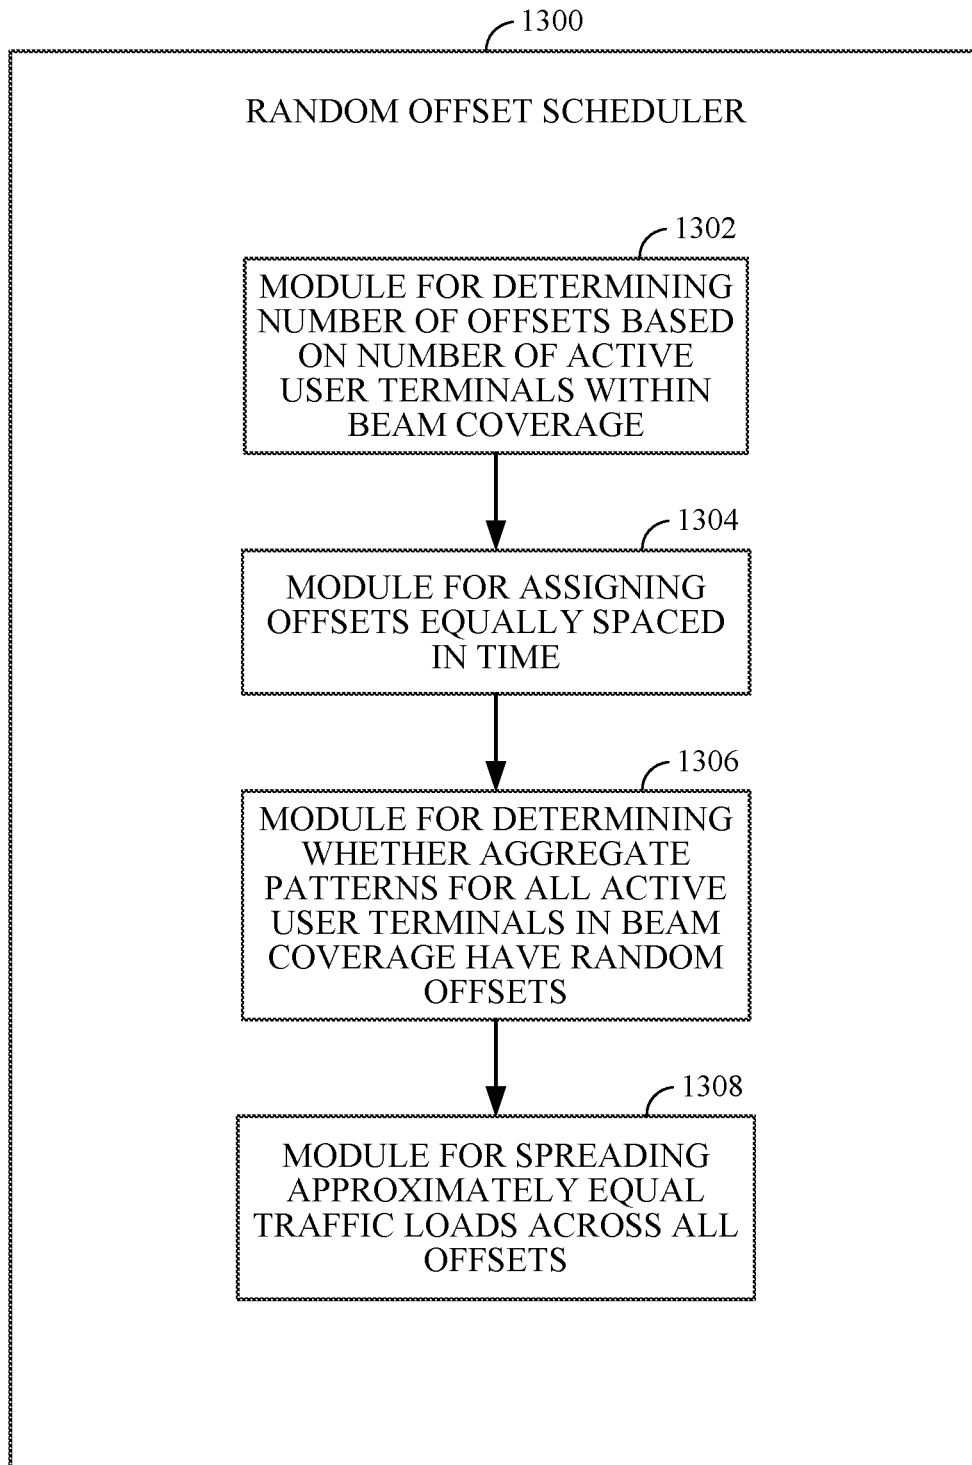 1300
RANDOM OFFSET SCHEDULER
1302
MODULE FOR DETERMINING
NUMBER OF OFFSETS BASED
ON NUMBER OF ACTIVE
USER TERMINALS WITHIN
BEAM COVERAGE
1304
MODULE FOR ASSIGNING
OFFSETS EQUALLY SPACED
IN TIME
1306
MODULE FOR DETERMINING
WHETHER AGGREGATE
PATTERNS FOR ALL ACTIVE
USER TERMINALS IN BEAM
COVERAGE HAVE RANDOM
OFFSETS
1308
MODULE FOR SPREADING
APPROXIMATELY EQUAL
TRAFFIC LOADS ACROSS ALL
OFFSETS